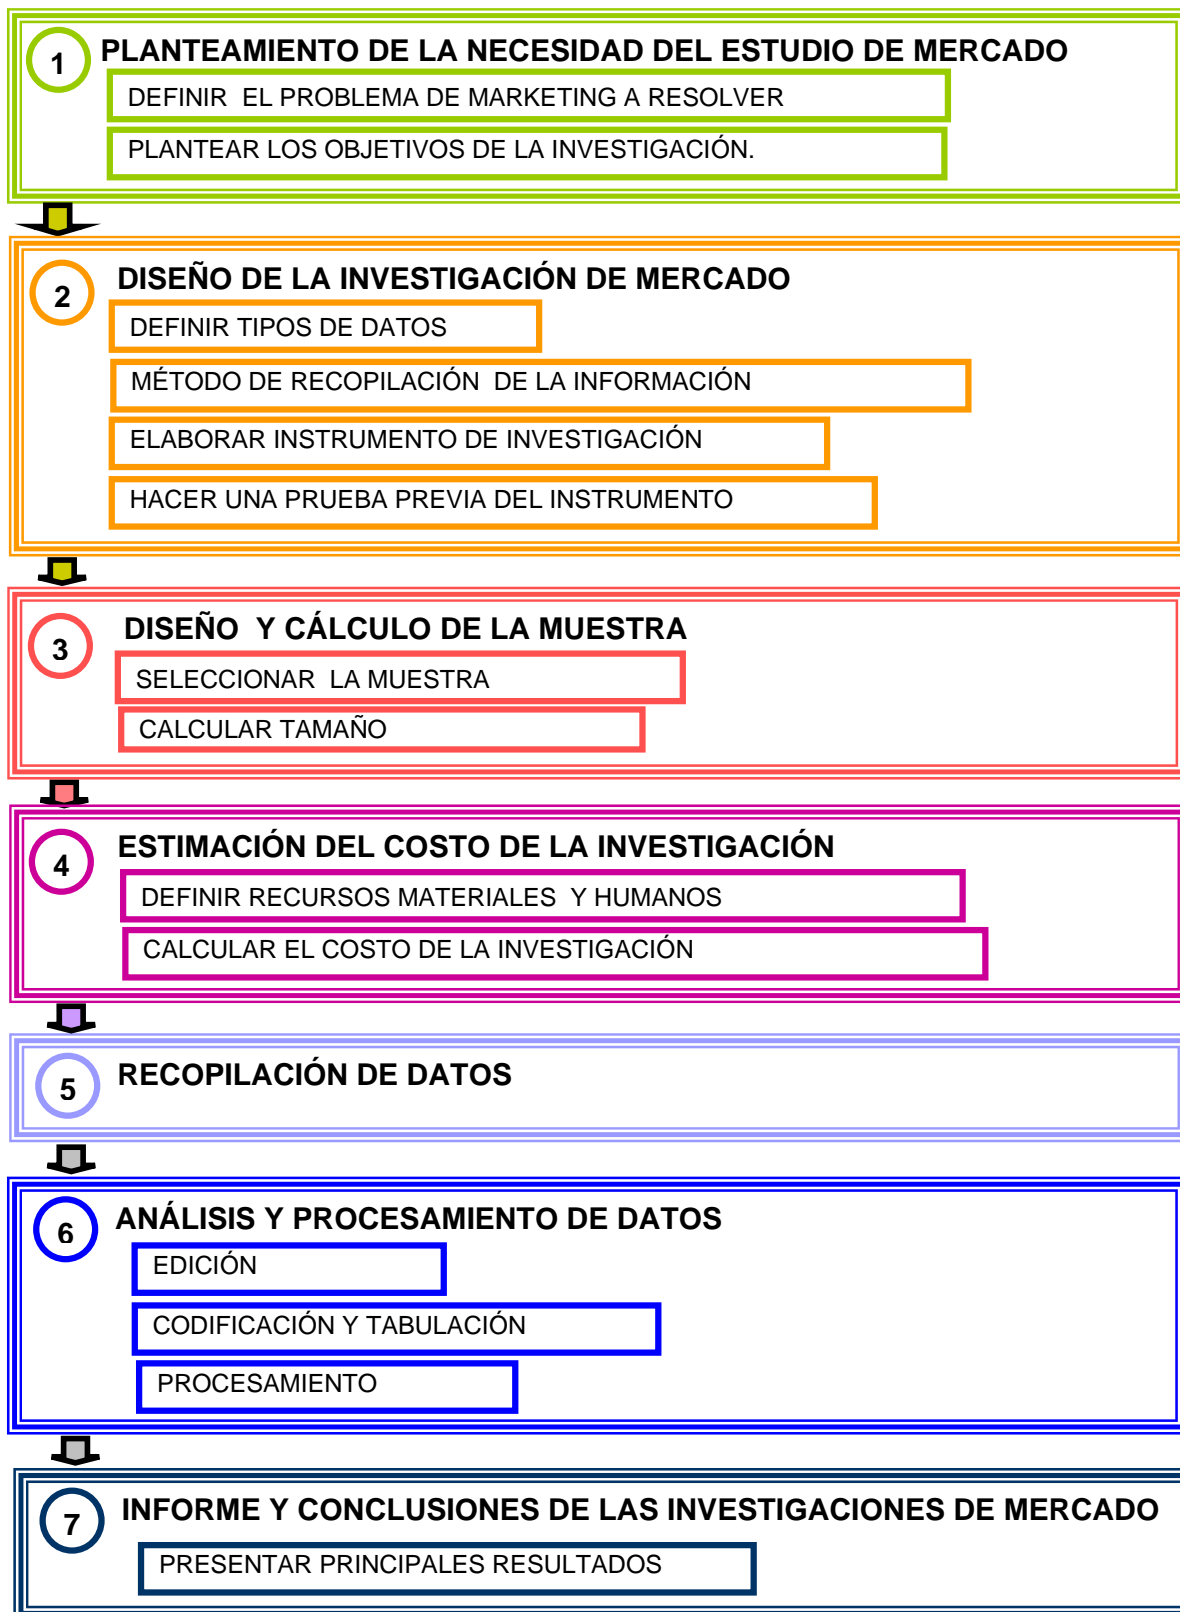 1 PLANTEAMIENTO DE LA NECESIDAD DEL ESTUDIO DE MERCADO
DEFINIR EL PROBLEMA DE MARKETING A RESOLVER
PLANTEAR LOS OBJETIVOS DE LA INVESTIGACIÓN.
2 DISEÑO DE LA INVESTIGACIÓN DE MERCADO
DEFINIR TIPOS DE DATOS
MÉTODO DE RECOPILACIÓN DE LA INFORMACIÓN
ELABORAR INSTRUMENTO DE INVESTIGACIÓN
HACER UNA PRUEBA PREVIA DEL INSTRUMENTO
3 DISEÑO Y CÁLCULO DE LA MUESTRA
SELECCIONAR LA MUESTRA
CALCULAR TAMAÑO
4 ESTIMACIÓN DEL COSTO DE LA INVESTIGACIÓN
DEFINIR RECURSOS MATERIALES Y HUMANOS
CALCULAR EL COSTO DE LA INVESTIGACIÓN
5 RECOPILACIÓN DE DATOS
6 ANÁLISIS Y PROCESAMIENTO DE DATOS
EDICIÓN
CODIFICACIÓN Y TABULACIÓN
PROCESAMIENTO
7 INFORME Y CONCLUSIONES DE LAS INVESTIGACIONES DE MERCADO
PRESENTAR PRINCIPALES RESULTADOS